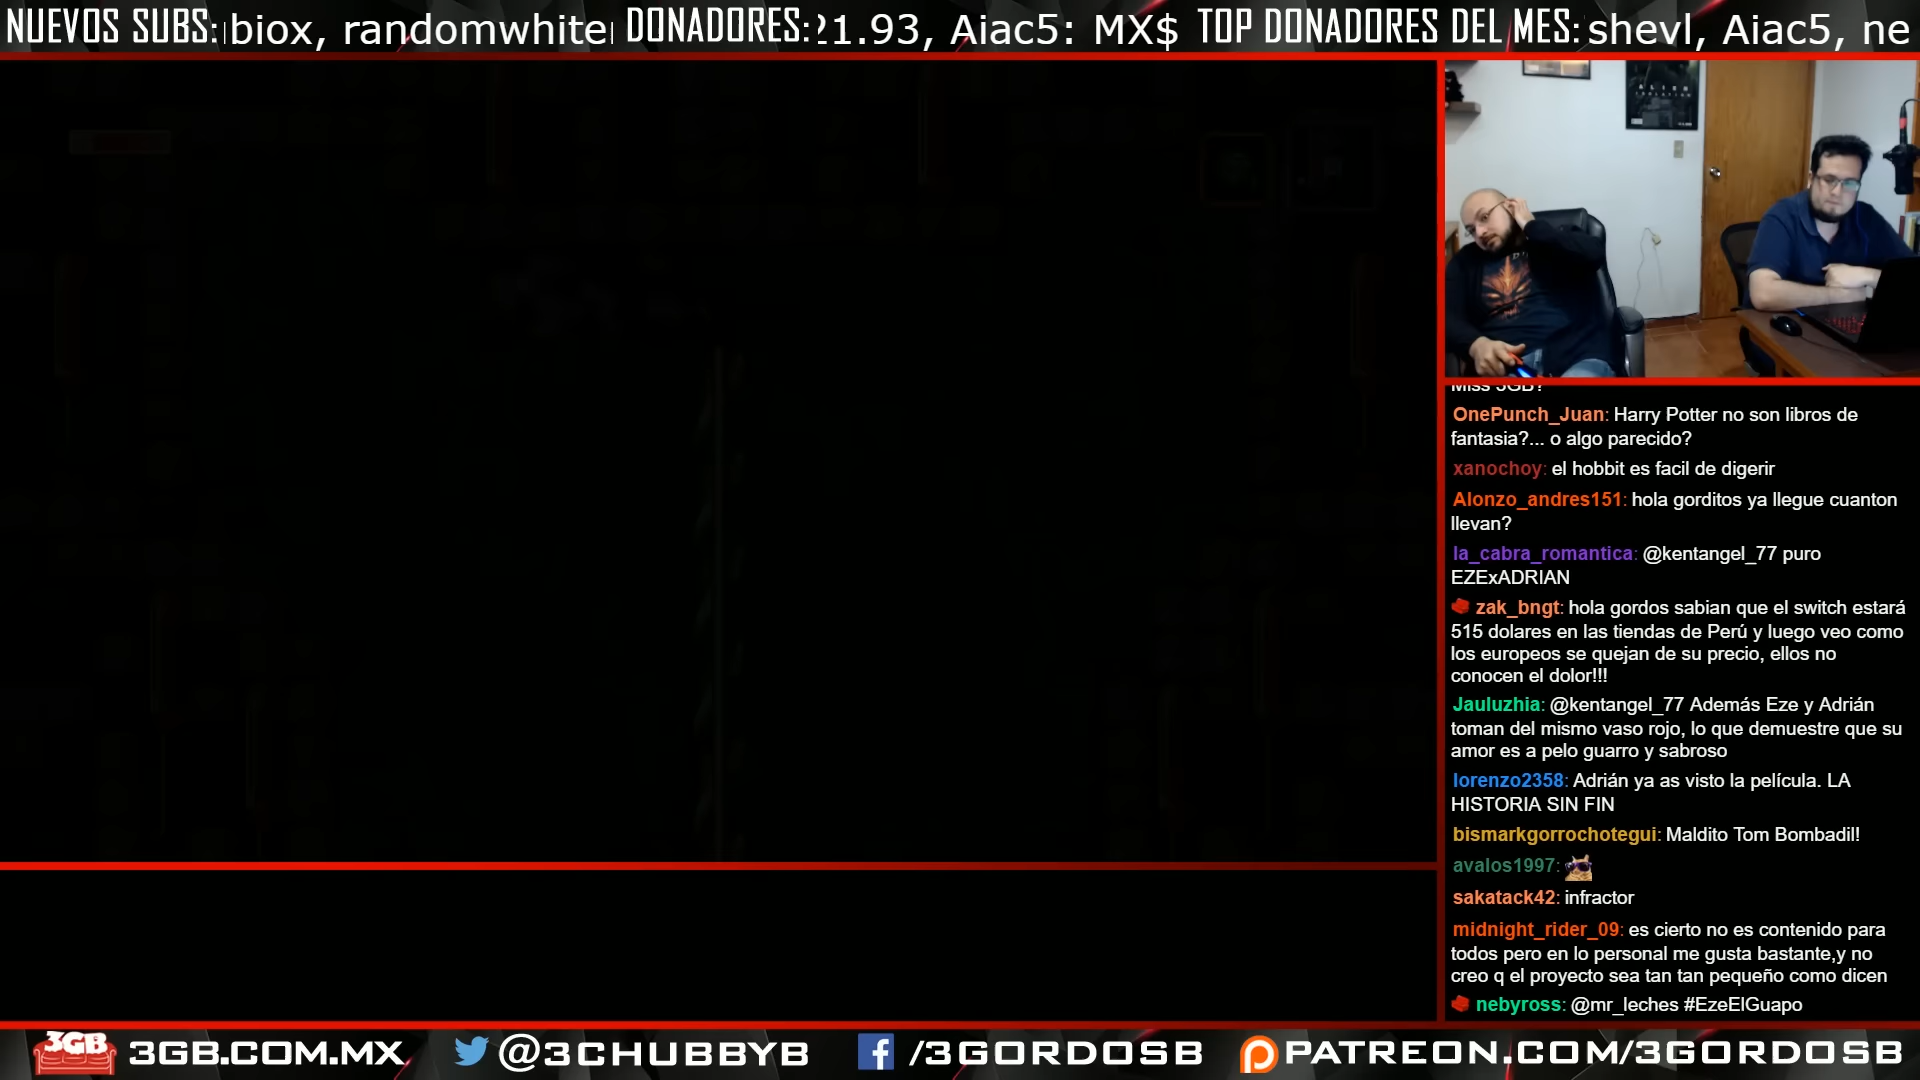 NUEVOS SUBS: biox, randomwhite DONADORES: 21.93, Aiac5: MX$ TOP DONADORES DEL MES: shevl, Aiac5, ne
ALIEN
Miss 3GB?
OnePunch_Juan: Harry Potter no son libros de
fantasia?... o algo parecido?
xanochoy: el hobbit es facil de digerir
Alonzo_andres151: hola gorditos ya llegue cuanton
llevan?
la_cabra_romantica: @kentangel_77 puro
EZExADRIAN
zak_bngt: hola gordos sabian que el switch estará
515 dolares en las tiendas de Perú y luego veo como
los europeos se quejan de su precio, ellos no
conocen el dolor!!!
Jauluzhia: @kentangel_77 Además Eze y Adrián
toman del mismo vaso rojo, lo que demuestre que su
amor es a pelo guarro y sabroso
lorenzo2358: Adrián ya as visto la película. LA
HISTORIA SIN FIN
bismarkgorrochotegui: Maldito Tom Bombadil!
avalos1997:
sakatack42: infractor
midnight_rider_09: es cierto no es contenido para
todos pero en lo personal me gusta bastante,y no
creo q el proyecto sea tan tan pequeño como dicen
nebyross: @mr_leches #EzeElGuapo
3GB 3GB.COM.MX @3CHUBBYB /3GORDOSB PATREON.COM/3GORDOSB